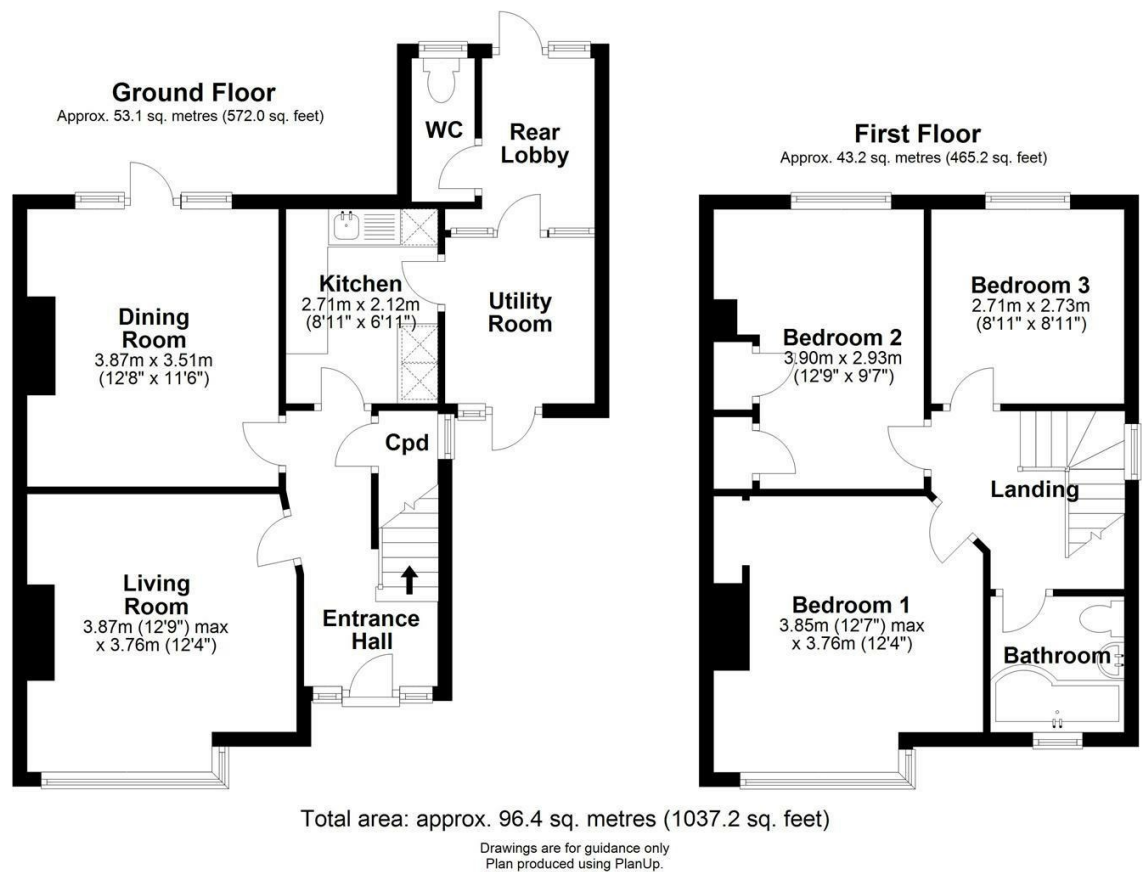 Ground Floor
Approx. 53.1 sq. metres (572.0 sq. feet)
WC
Rear
Lobby
Kitchen
2.71m x 2.12m
(8'11" x 6'11")
Utility
Room
Dining
Room
3.87m x 3.51m
(12'8" x 11'6")
Cpd
Living
Room
3.87m (12'9") max
x 3.76m (12'4")
Entrance
Hall
First Floor
Approx. 43.2 sq. metres (465.2 sq. feet)
Bedroom 3
2.71m x 2.73m
(8'11" x 8'11")
Bedroom 2
3.90m x 2.93m
(12'9" x 9'7")
Landing
Bedroom 1
3.85m (12'7") max
x 3.76m (12'4")
Bathroom
Total area: approx. 96.4 sq. metres (1037.2 sq. feet)
Drawings are for guidance only
Plan produced using PlanUp.